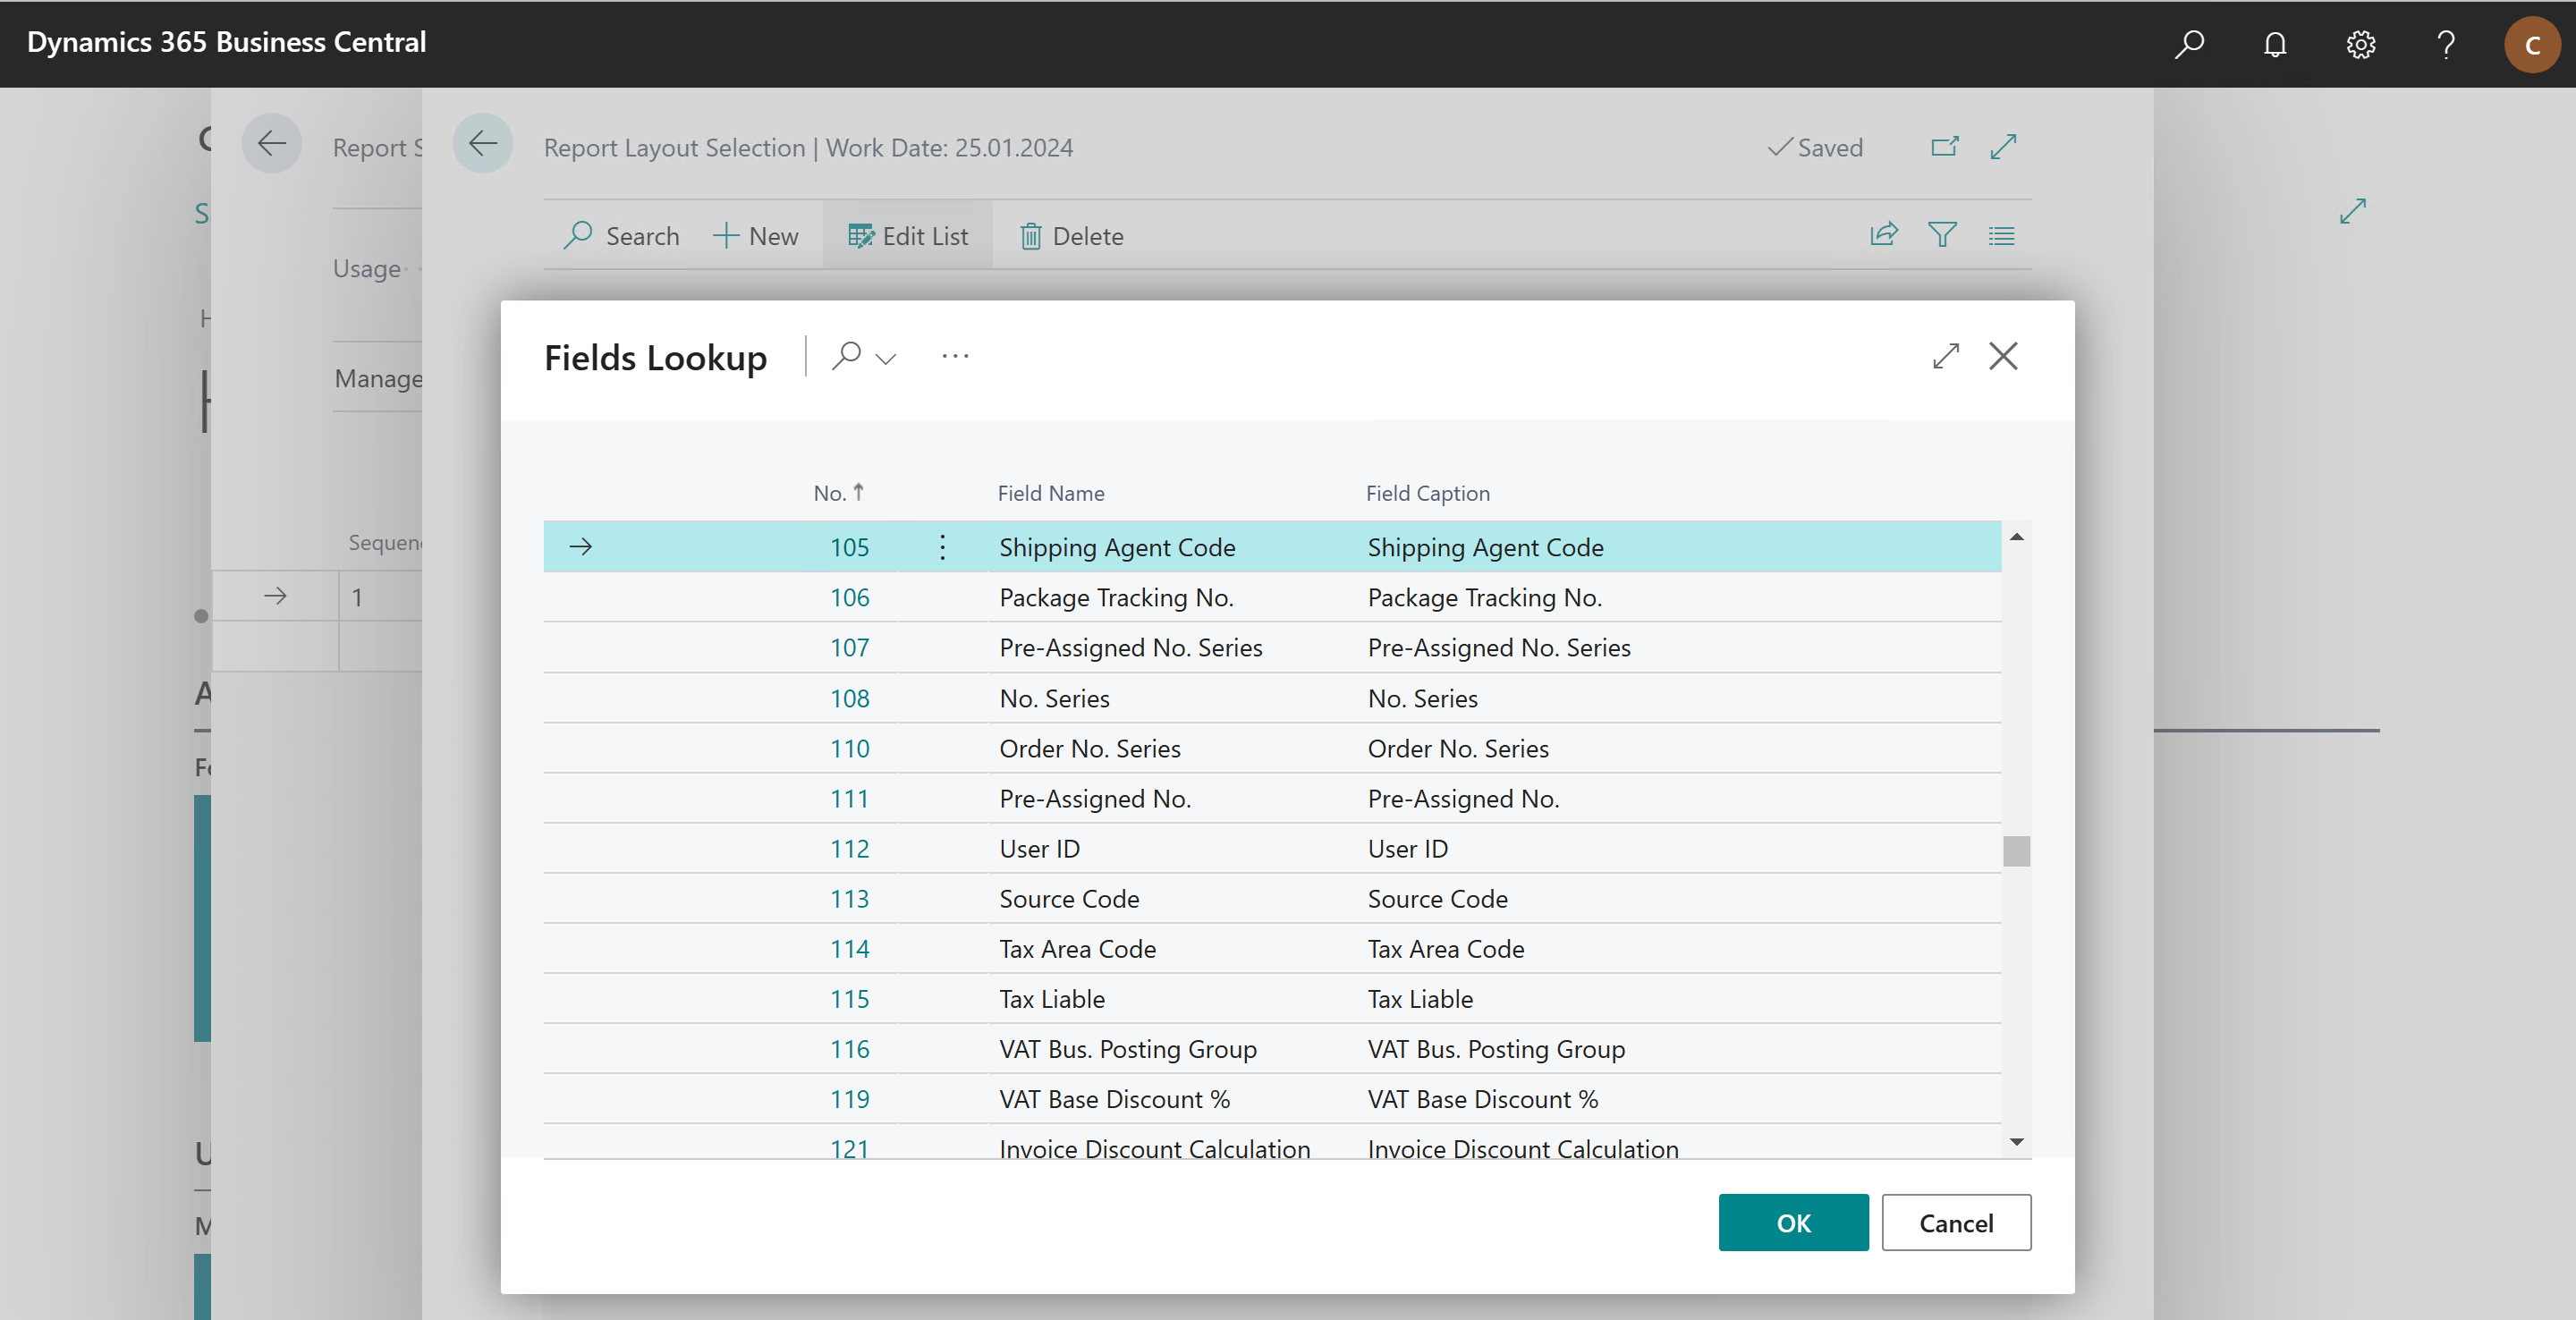 Dynamics 365 Business Central
C
Report S
Report Layout Selection | Work Date: 25.01.2024
Saved
Search
New
Edit List
Delete
Usage
Manage
Fields Lookup
No.
Field Name
Field Caption
Sequen
1
105 Shipping Agent Code Shipping Agent Code
106 Package Tracking No. Package Tracking No.
107 Pre-Assigned No. Series Pre-Assigned No. Series
108 No. Series No. Series
110 Order No. Series Order No. Series
111 Pre-Assigned No. Pre-Assigned No.
112 User ID User ID
113 Source Code Source Code
114 Tax Area Code Tax Area Code
115 Tax Liable Tax Liable
116 VAT Bus. Posting Group VAT Bus. Posting Group
119 VAT Base Discount % VAT Base Discount %
121 Invoice Discount Calculation Invoice Discount Calculation
OK
Cancel